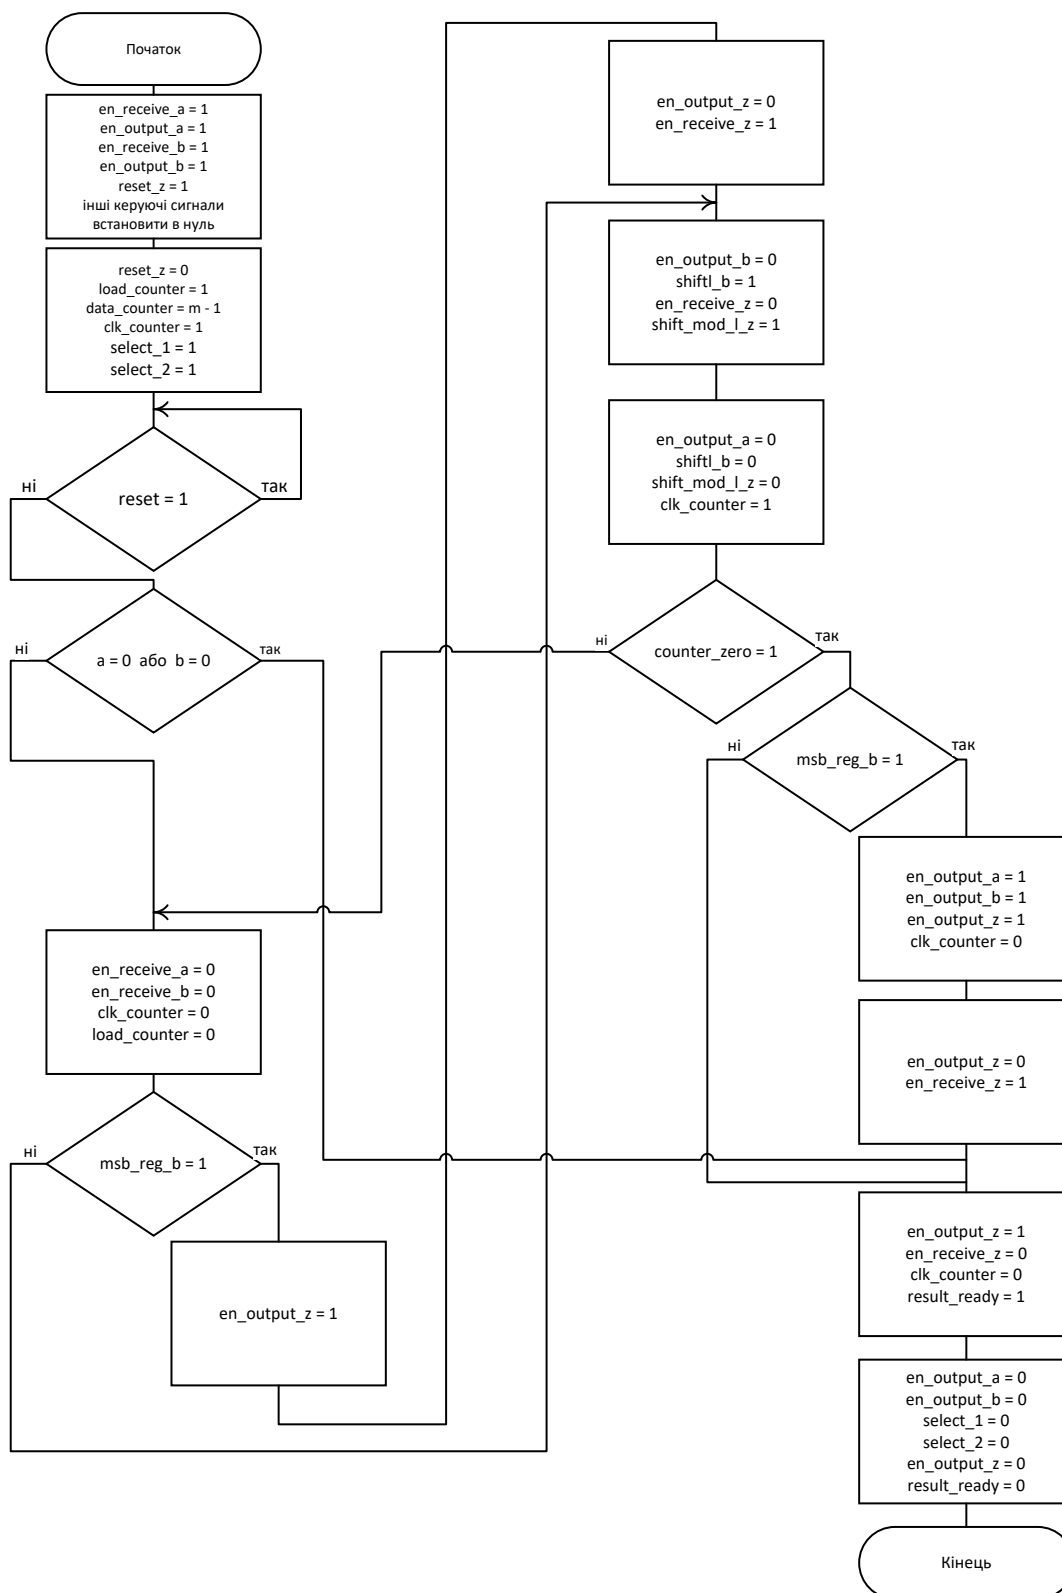 Початок
en_receive_a = 1
en_output_a = 1
en_receive_b = 1
en_output_b = 1
reset_z = 1
інші керуючі сигнали
встановити в нуль
reset_z = 0
load_counter = 1
data_counter = m - 1
clk_counter = 1
select_1 = 1
select_2 = 1
ні
reset = 1
так
ні
a = 0 або b = 0
так
en_receive_a = 0
en_receive_b = 0
clk_counter = 0
load_counter = 0
ні
msb_reg_b = 1
так
en_output_z = 1
en_output_z = 0
en_receive_z = 1
en_output_b = 0
shiftl_b = 1
en_receive_z = 0
shift_mod_l_z = 1
en_output_a = 0
shiftl_b = 0
shift_mod_l_z = 0
clk_counter = 1
ні
counter_zero = 1
так
ні
msb_reg_b = 1
так
en_output_a = 1
en_output_b = 1
en_output_z = 1
clk_counter = 0
en_output_z = 0
en_receive_z = 1
en_output_z = 1
en_receive_z = 0
clk_counter = 0
result_ready = 1
en_output_a = 0
en_output_b = 0
select_1 = 0
select_2 = 0
en_output_z = 0
result_ready = 0
Кінець